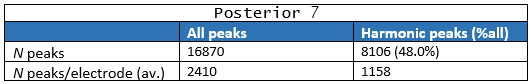 Posterior 7
All peaks Harmonic peaks (%all)
N peaks 16870 8106 (48.0%)
N peaks/electrode (av.) 2410 1158